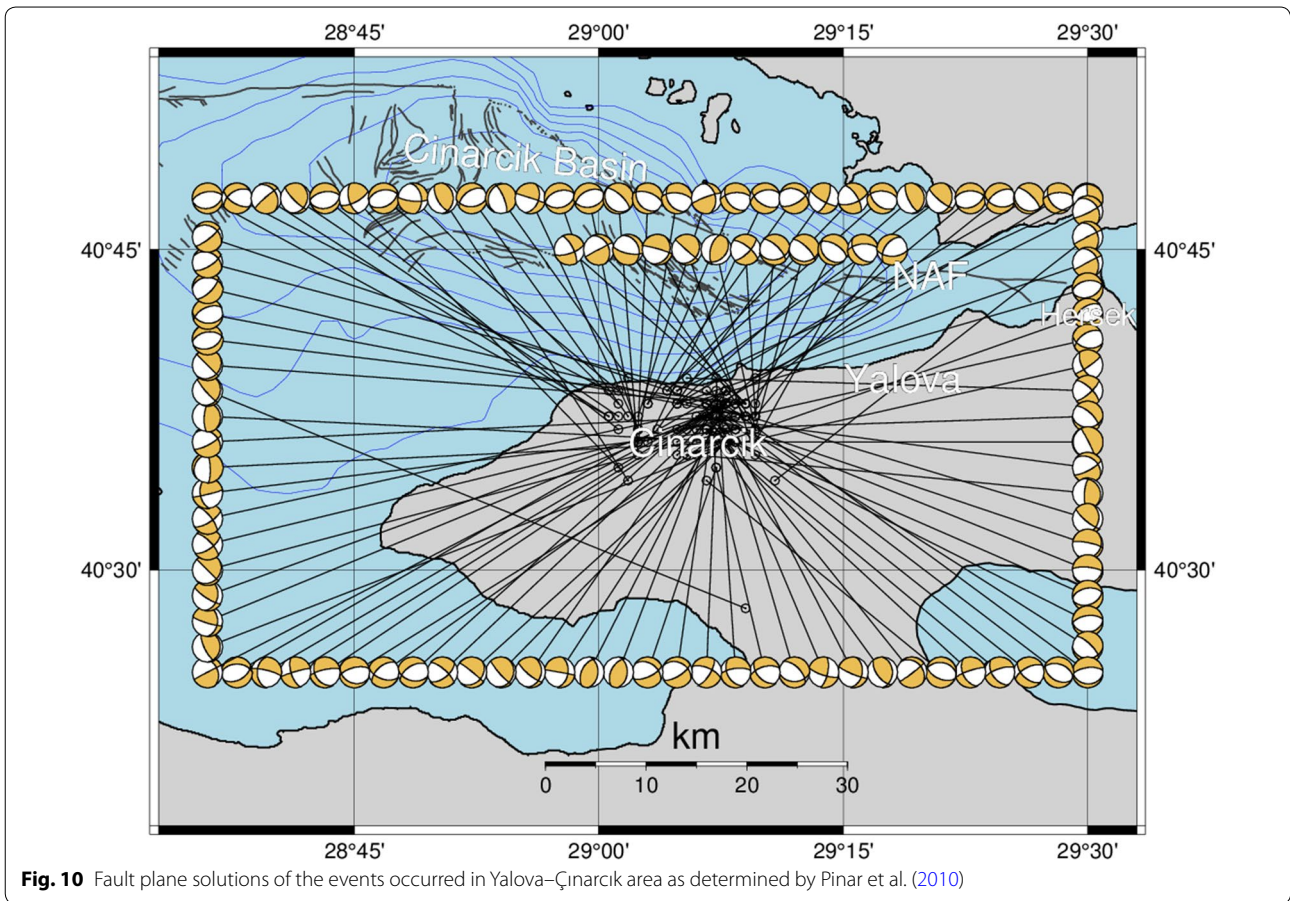 28°45' 29°00' 29°15' 29°30'
Cinarcik Basin
40°45' 40°45'
NAF
Hersek
Yalova
Cinarcik
40°30' 40°30'
km
0 10 20 30
28°45' 29°00' 29°15' 29°30'
Fig. 10 Fault plane solutions of the events occurred in Yalova–Çınarcık area as determined by Pinar et al. (2010)